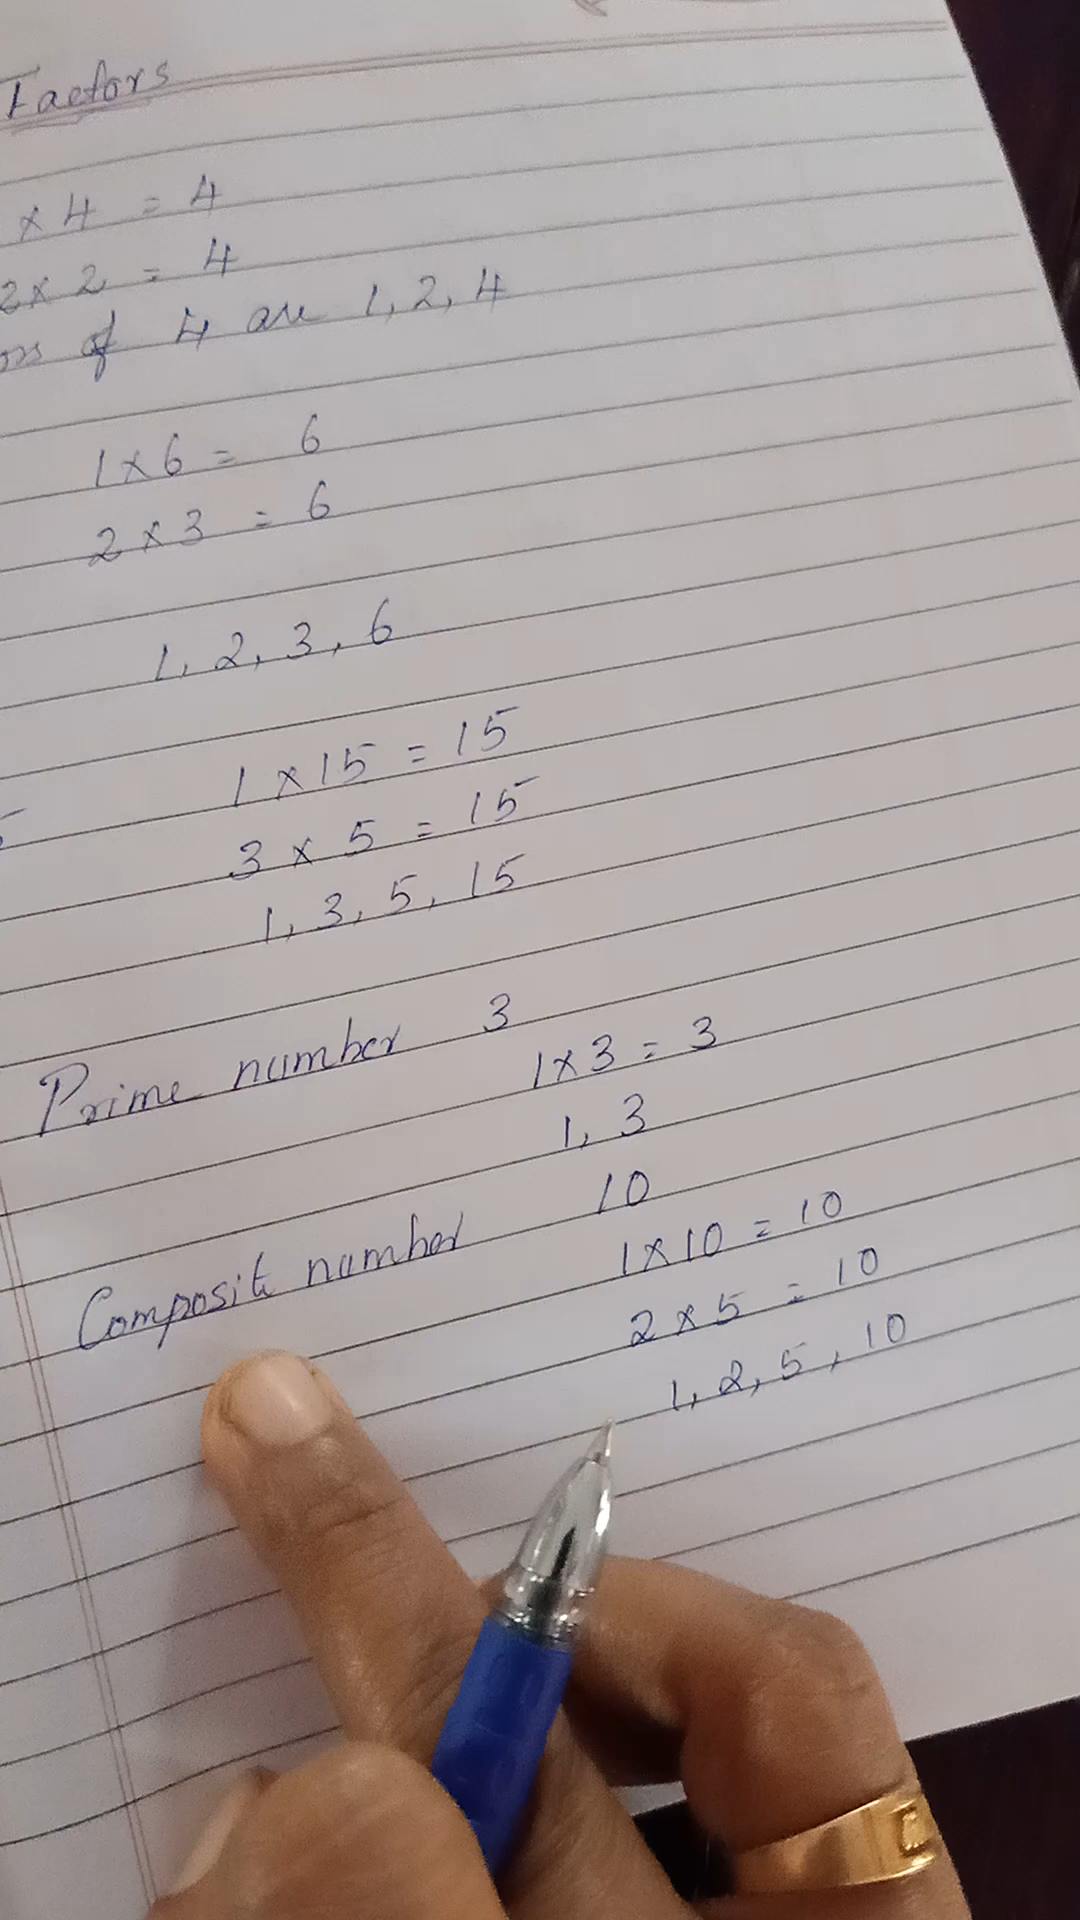 Factors
× 4 = 4
2 × 2 = 4
of 4 are 1, 2, 4
1 × 6 = 6
2 × 3 = 6
1, 2, 3, 6
1 × 15 = 15
3 × 5 = 15
1, 3, 5, 15
Prime number 3
1 × 3 = 3
1, 3
Composite number 10
1 × 10 = 10
2 × 5 = 10
1, 2, 5, 10